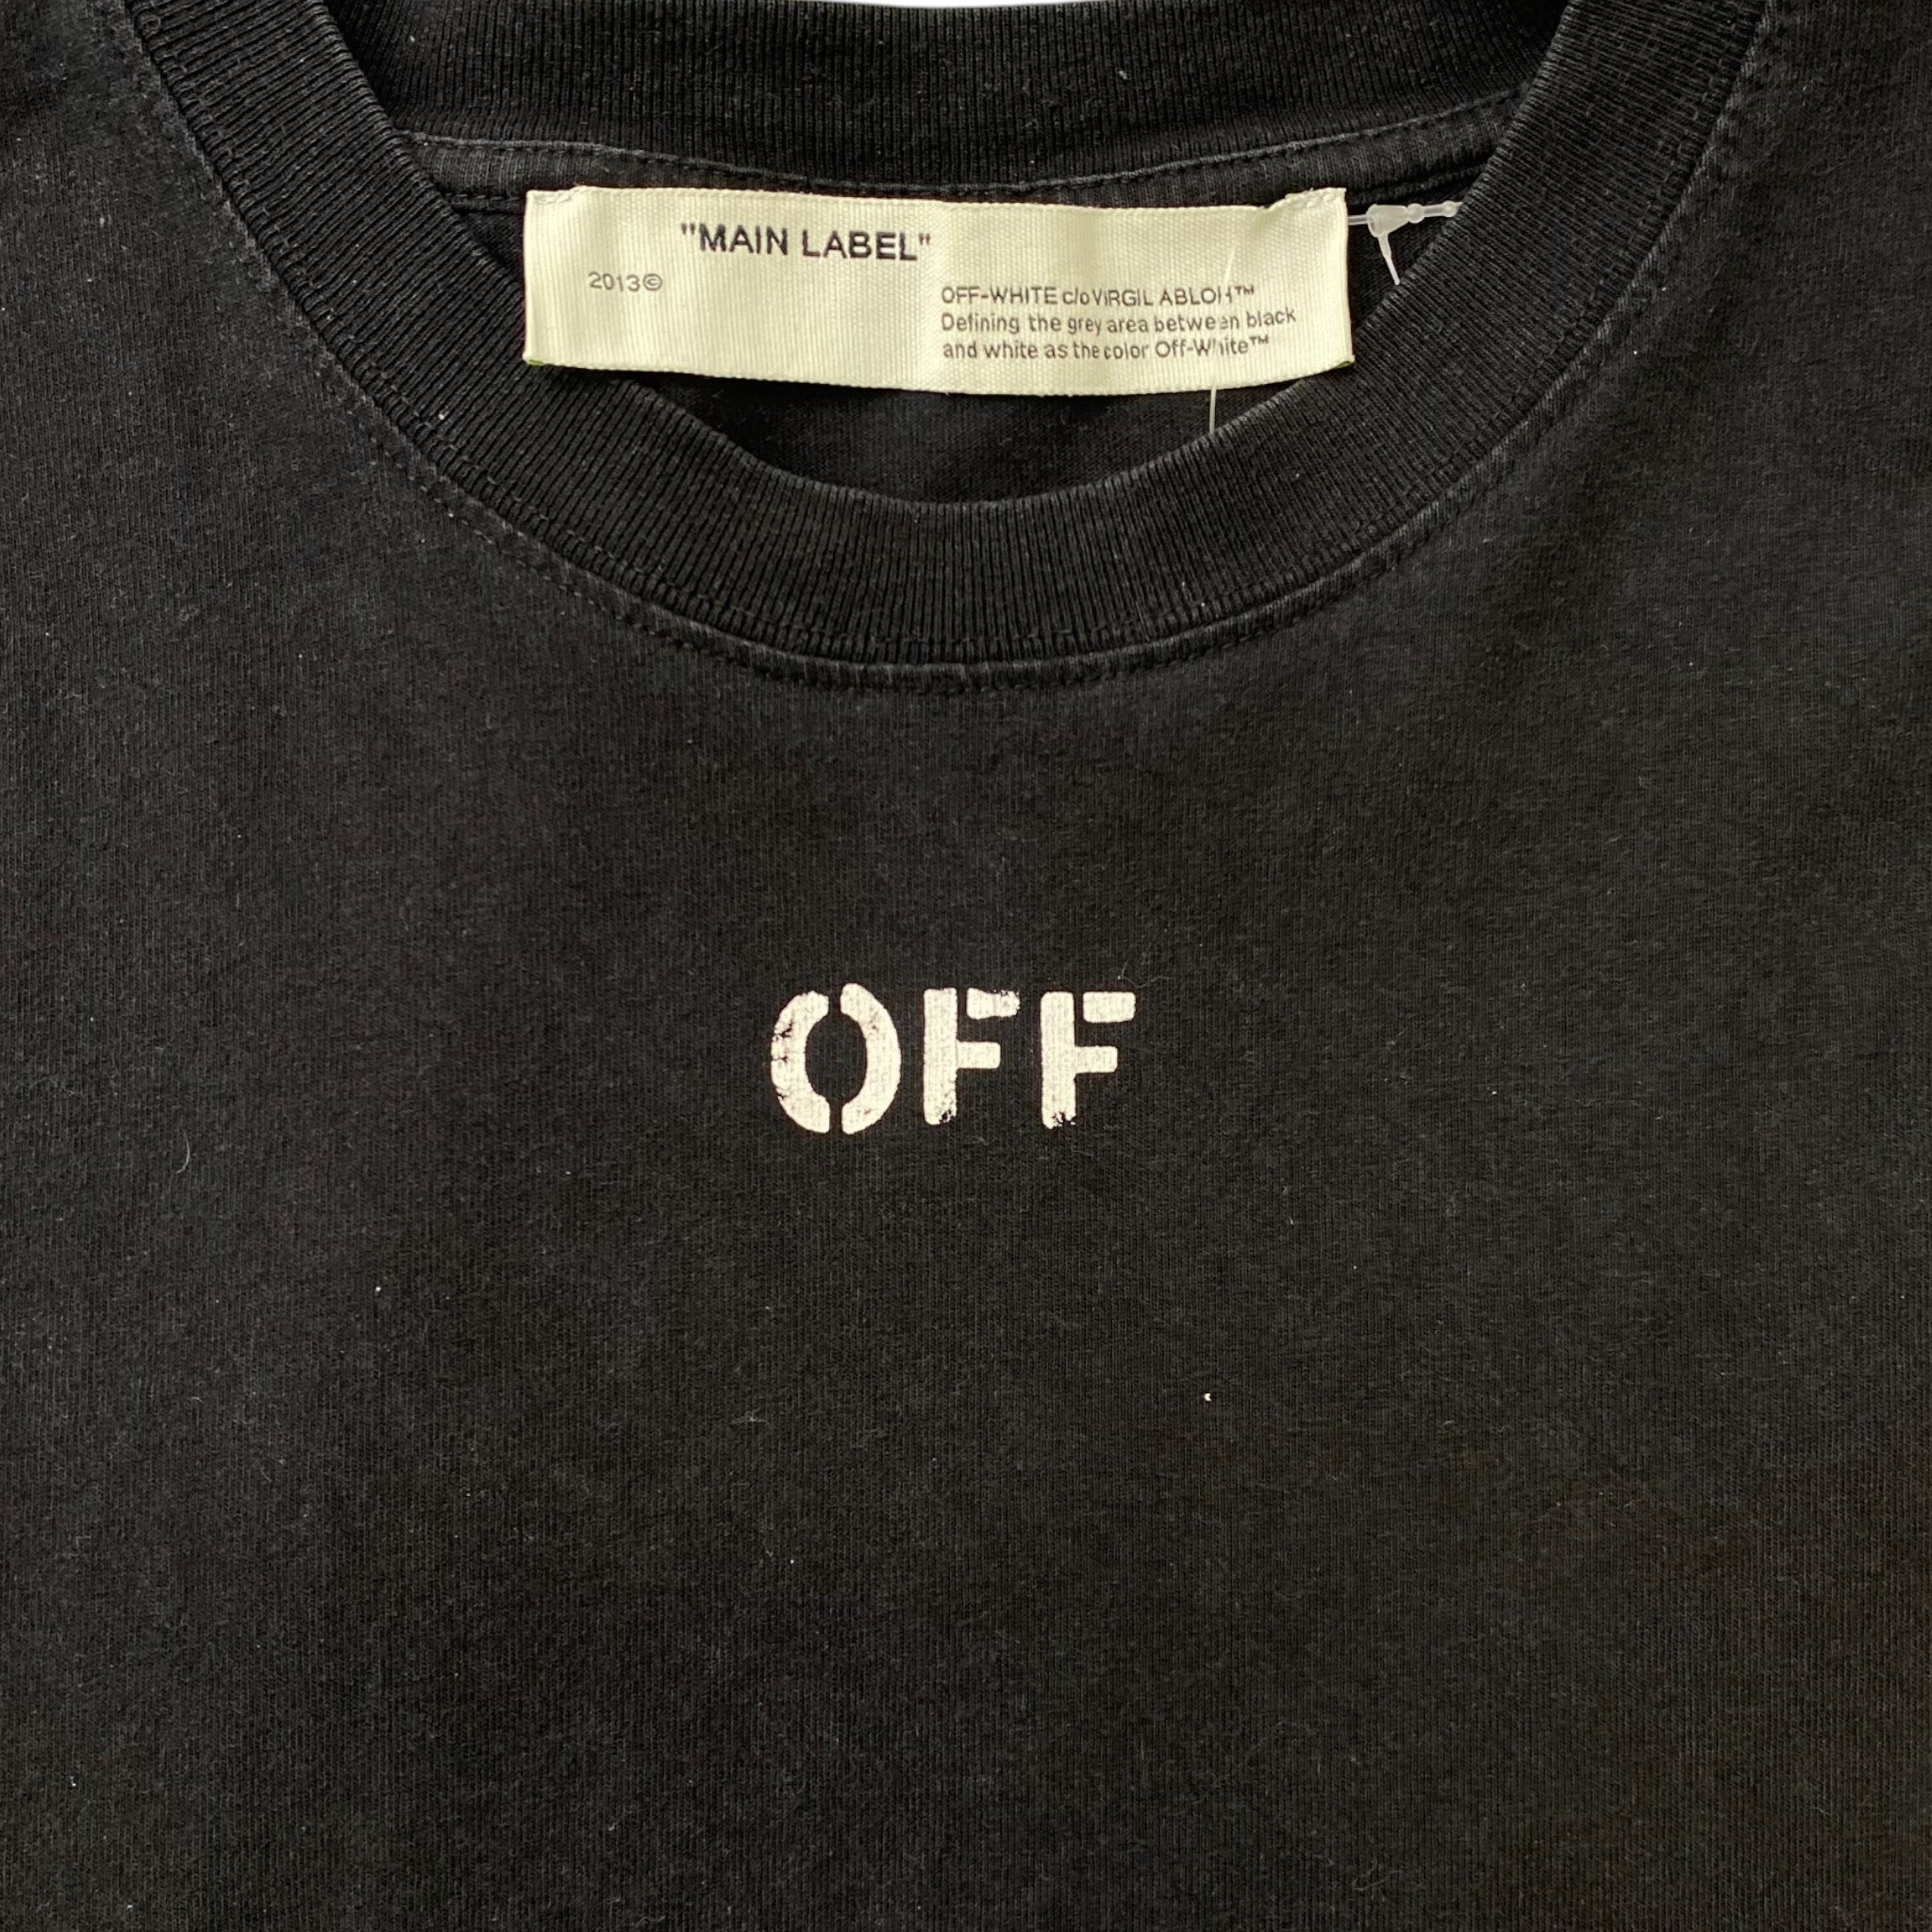 "MAIN LABEL"
2013©
OFF-WHITE c/o VIRGIL ABLOH™
Defining the grey area between black
and white as the color Off-White™
OFF